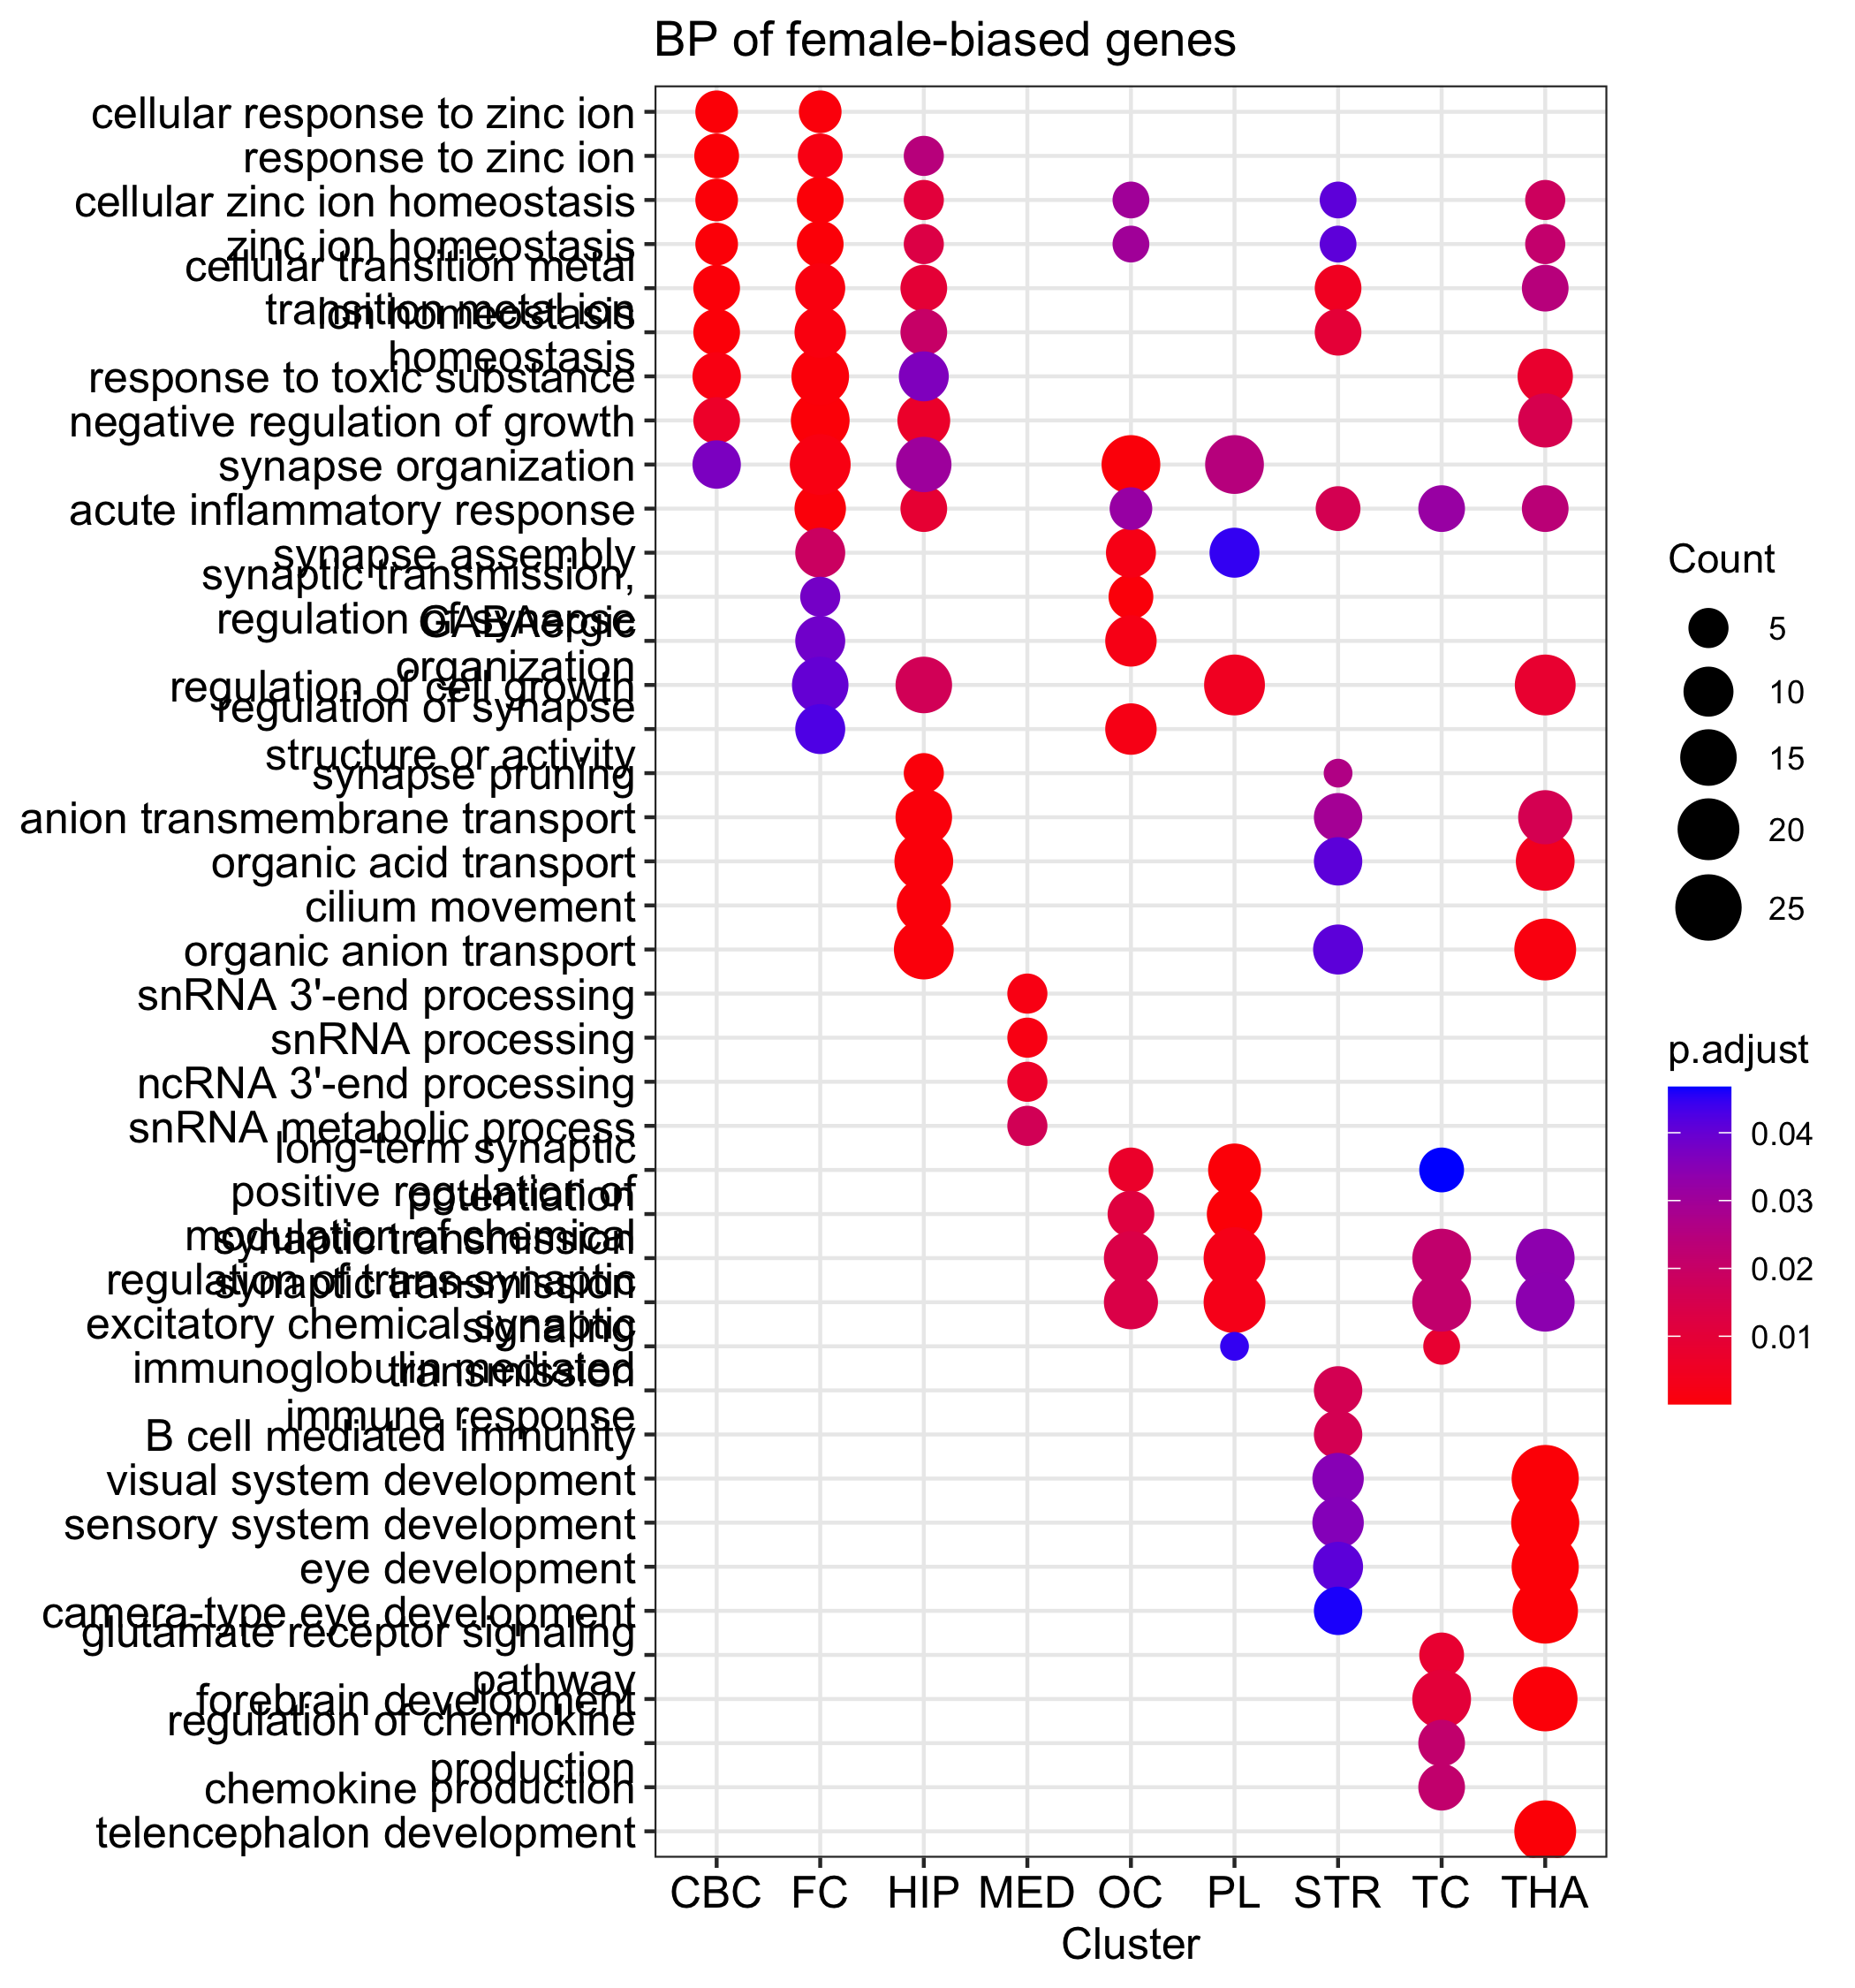 BP of female-biased genes
cellular response to zinc ion
response to zinc ion
cellular zinc ion homeostasis
zinc ion homeostasis
cellular transition metal
ion homeostasis
transition metal ion
homeostasis
response to toxic substance
negative regulation of growth
synapse organization
acute inflammatory response
synapse assembly
synaptic transmission,
GABAergic
regulation of synapse
organization
regulation of cell growth
regulation of synapse
structure or activity
synapse pruning
anion transmembrane transport
organic acid transport
cilium movement
organic anion transport
snRNA 3'-end processing
snRNA processing
ncRNA 3'-end processing
snRNA metabolic process
long-term synaptic
potentiation
positive regulation of
synaptic transmission
modulation of chemical
synaptic transmission
regulation of trans-synaptic
signaling
excitatory chemical synaptic
transmission
immunoglobulin mediated
immune response
B cell mediated immunity
visual system development
sensory system development
eye development
camera-type eye development
glutamate receptor signaling
pathway
forebrain development
regulation of chemokine
production
chemokine production
telencephalon development
CBC FC HIP MED OC PL STR TC THA
Cluster
Count
5
10
15
20
25
p.adjust
0.04
0.03
0.02
0.01